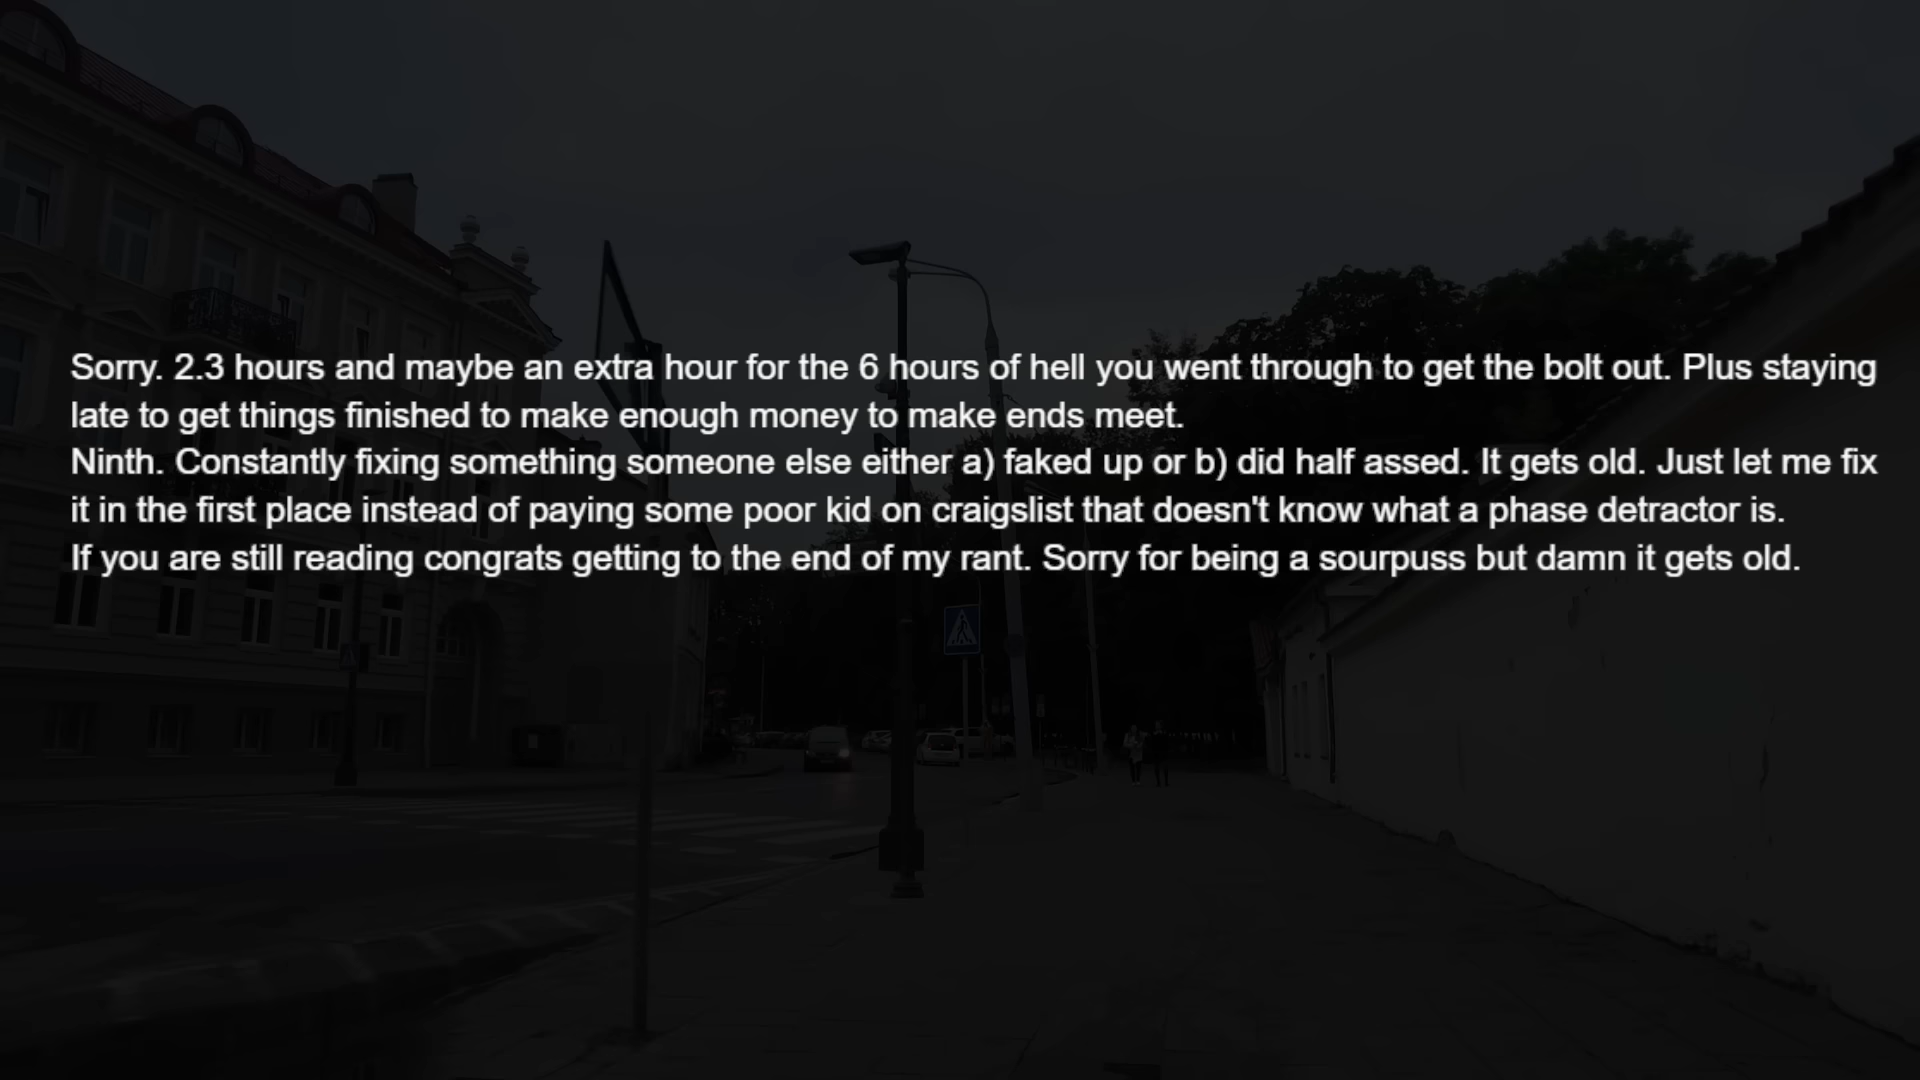 Sorry. 2.3 hours and maybe an extra hour for the 6 hours of hell you went through to get the bolt out. Plus staying
late to get things finished to make enough money to make ends meet.
Ninth. Constantly fixing something someone else either a) faked up or b) did half assed. It gets old. Just let me fix
it in the first place instead of paying some poor kid on craigslist that doesn't know what a phase detractor is.
If you are still reading congrats getting to the end of my rant. Sorry for being a sourpuss but damn it gets old.